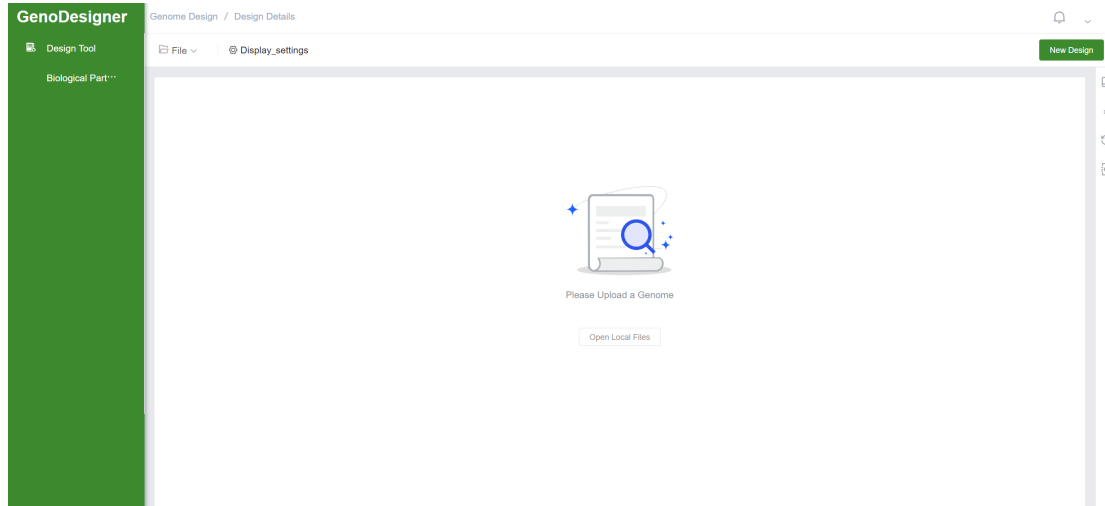 GenoDesigner
Genome Design / Design Details
Design Tool
File
Display_settings
New Design
Biological Part···
Please Upload a Genome
Open Local Files